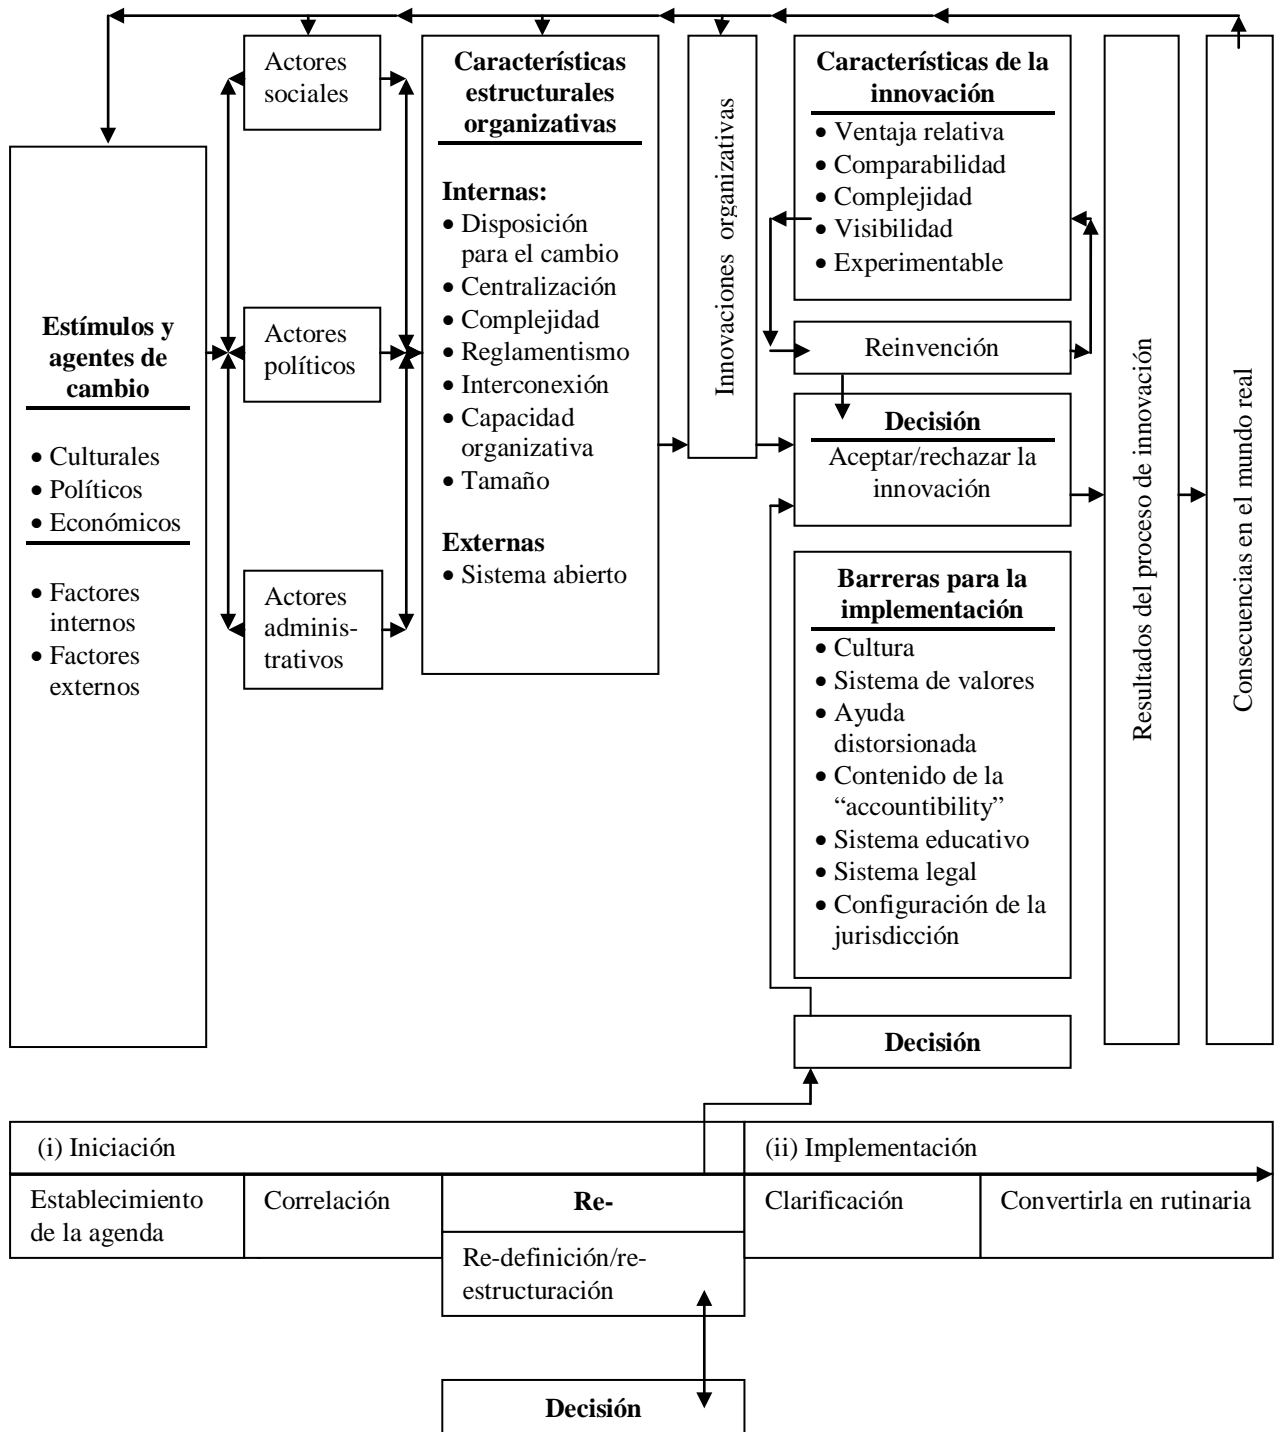 Estímulos y
agentes de
cambio
• Culturales
• Políticos
• Económicos
• Factores
internos
• Factores
externos
Actores
sociales
Actores
políticos
Actores
adminis-
trativos
Características
estructurales
organizativas
Internas:
• Disposición
para el cambio
• Centralización
• Complejidad
• Reglamentismo
• Interconexión
• Capacidad
organizativa
• Tamaño
Externas
• Sistema abierto
Innovaciones organizativas
Características de la
innovación
• Ventaja relativa
• Comparabilidad
• Complejidad
• Visibilidad
• Experimentable
Reinvención
Decisión
Aceptar/rechazar la
innovación
Barreras para la
implementación
• Cultura
• Sistema de valores
• Ayuda
distorsionada
• Contenido de la
“accountibility”
• Sistema educativo
• Sistema legal
• Configuración de la
jurisdicción
Decisión
Resultados del proceso de innovación
Consecuencias en el mundo real
(i) Iniciación
(ii) Implementación
Establecimiento
de la agenda
Correlación
Re-
Re-definición/re-
estructuración
Clarificación
Convertirla en rutinaria
Decisión